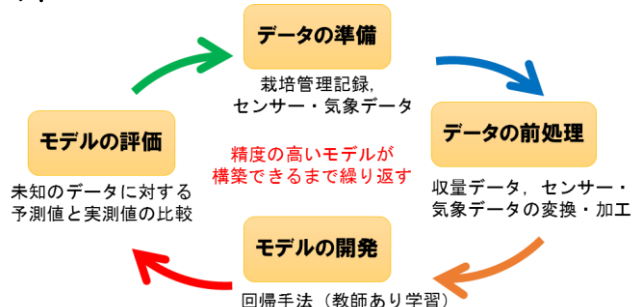 データの準備
栽培管理記録,
センサー・気象データ
データの前処理
収量データ, センサー・
気象データの変換・加工
モデルの開発
回帰手法（教師あり学習）
モデルの評価
未知のデータに対する
予測値と実測値の比較
精度の高いモデルが
構築できるまで繰り返す